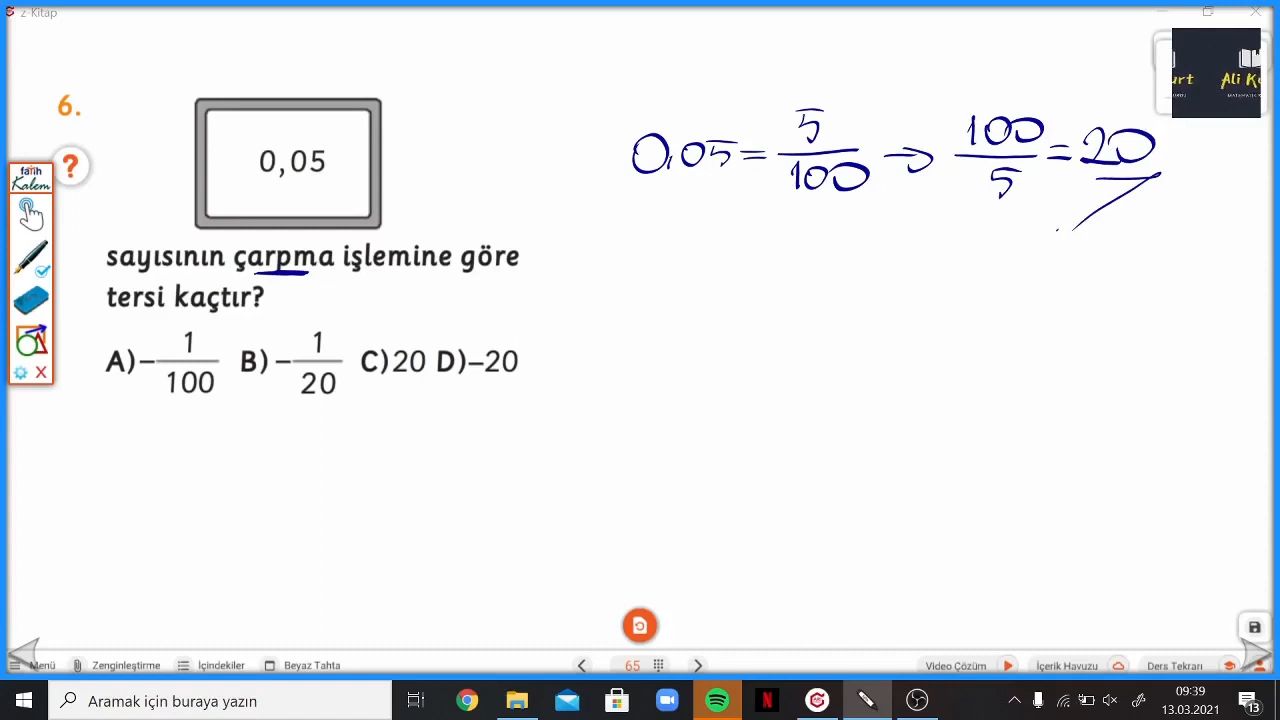 z-Kitap
6.
0,05
0,05 = 5/100 → 100/5 = 20
fatih
Kalem
?
sayısının çarpma işlemine göre
tersi kaçtır?
A) -1/100 B) -1/20 C) 20 D) -20
Menü Zenginleştirme İçindekiler Beyaz Tahta 65 Video Çözüm İçerik Havuzu Ders Tekrarı
Aramak için buraya yazın
09:39
13.03.2021
13